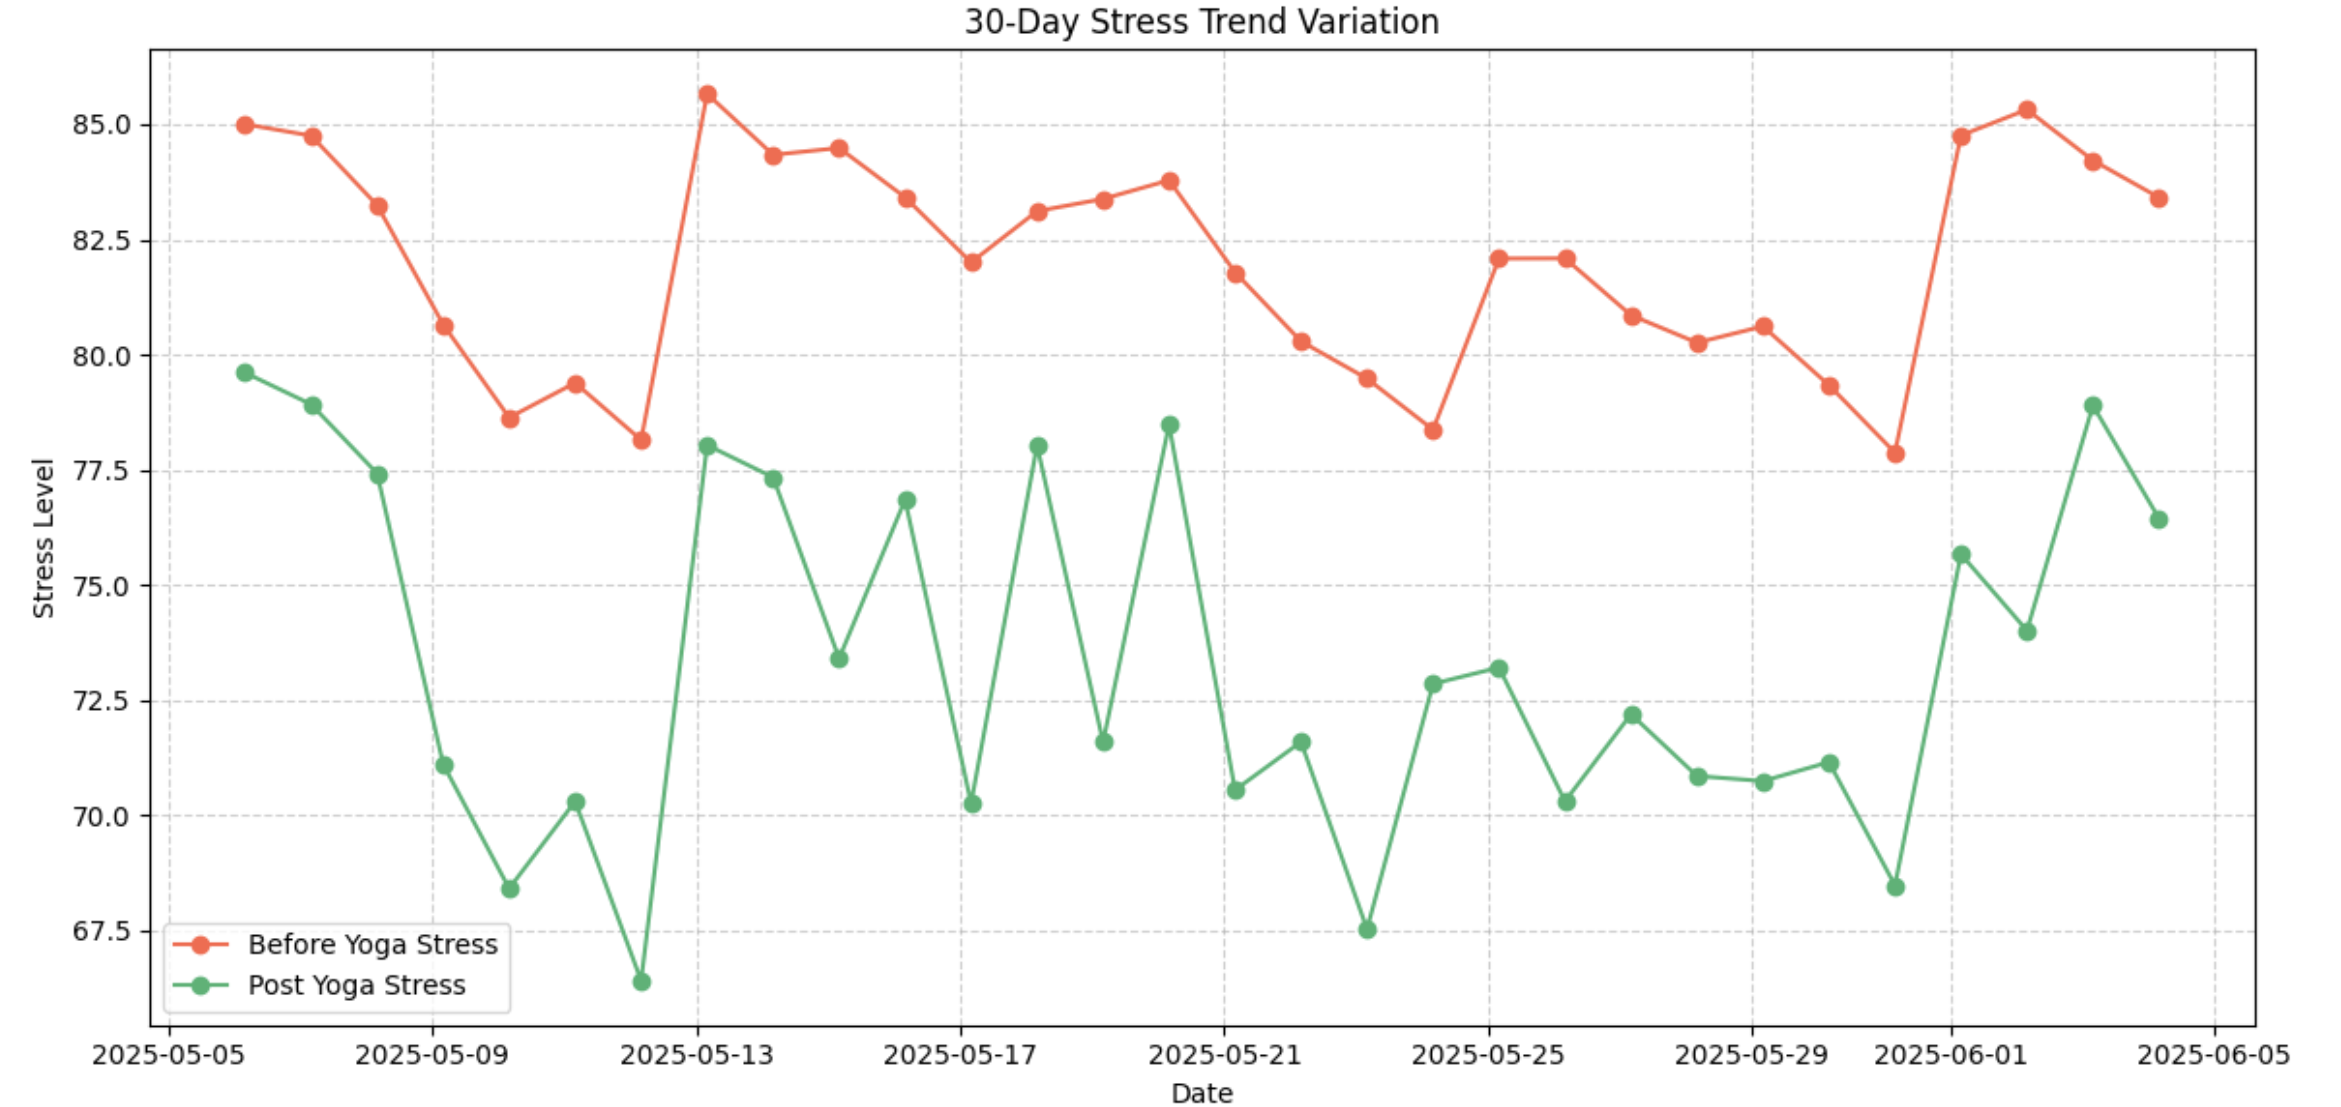 30-Day Stress Trend Variation
Stress Level
85.0
82.5
80.0
77.5
75.0
72.5
70.0
67.5
Before Yoga Stress
Post Yoga Stress
2025-05-05 2025-05-09 2025-05-13 2025-05-17 2025-05-21 2025-05-25 2025-05-29 2025-06-01 2025-06-05
Date